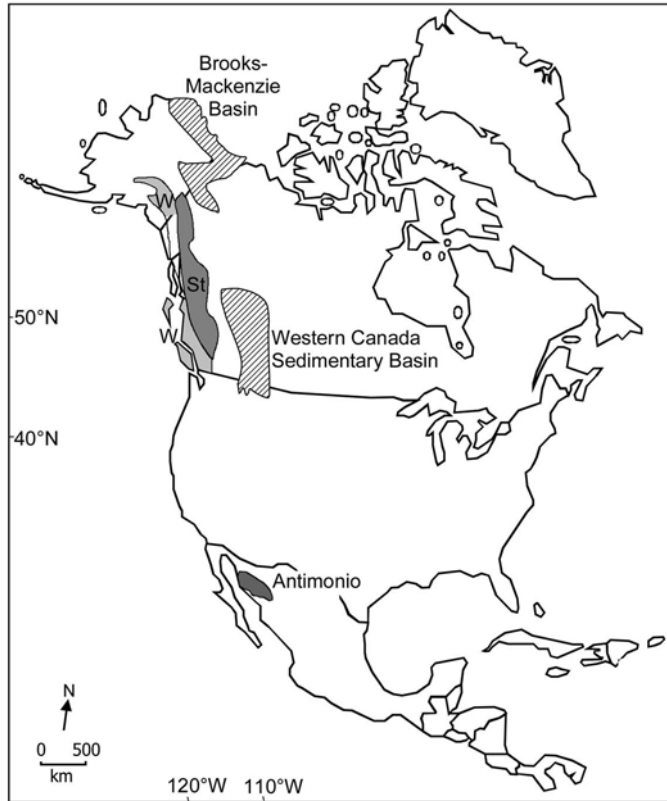 Brooks-
Mackenzie
Basin
W
St
50°N
W
Western Canada
Sedimentary Basin
40°N
Antimonio
N
0 500
km
120°W 110°W